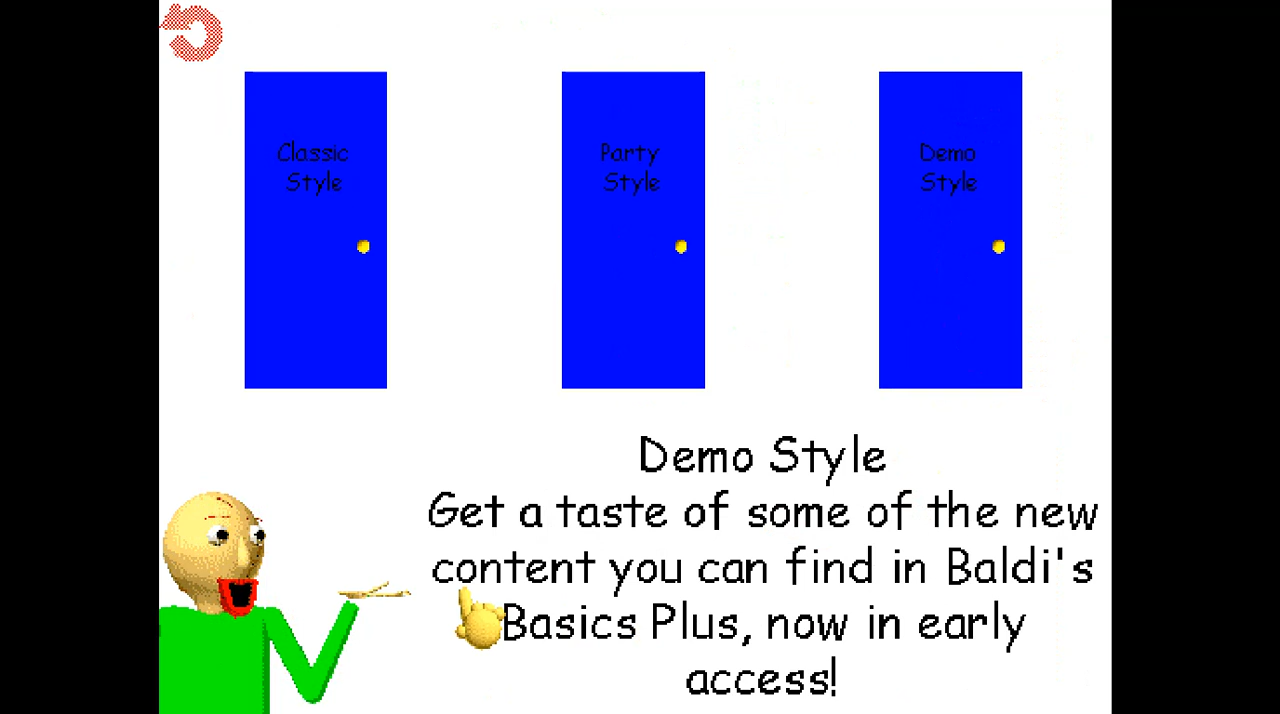 Classic
Style
Party
Style
Demo
Style
Demo Style
Get a taste of some of the new
content you can find in Baldi's
Basics Plus, now in early
access!